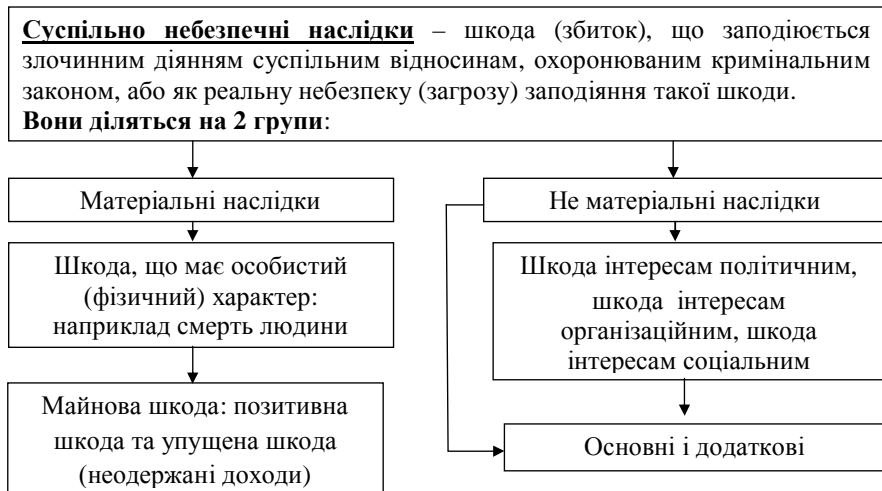 Суспільно небезпечні наслідки – шкода (збиток), що заподіюється
злочинним діянням суспільним відносинам, охоронюваним кримінальним
законом, або як реальну небезпеку (загрозу) заподіяння такої шкоди.
Вони діляться на 2 групи:
Матеріальні наслідки
Шкода, що має особистий
(фізичний) характер:
наприклад смерть людини
Майнова шкода: позитивна
шкода та упущена шкода
(неодержані доходи)
Не матеріальні наслідки
Шкода інтересам політичним,
шкода інтересам
організаційним, шкода
інтересам соціальним
Основні і додаткові